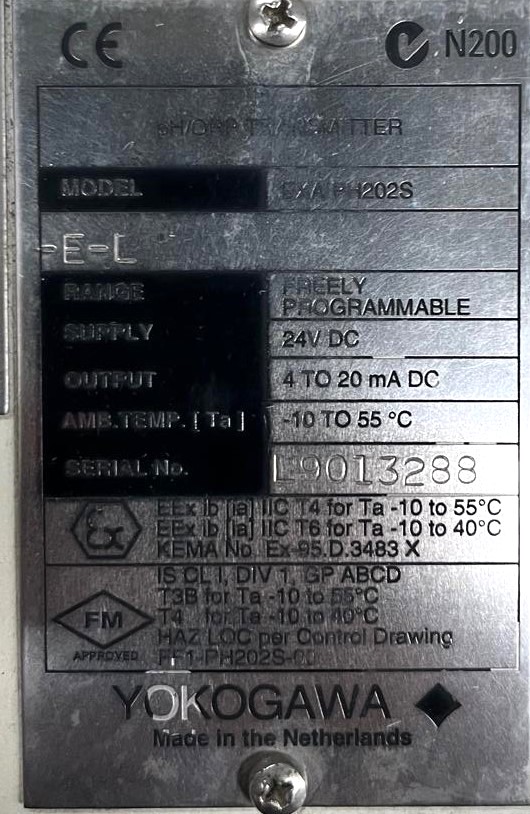 CE N200
pH/ORP TRANSMITTER
MODEL EXA PH202S
-E-L
RANGE FREELY PROGRAMMABLE
SUPPLY 24V DC
OUTPUT 4 TO 20 mA DC
AMB.TEMP. [ Ta ] -10 TO 55 °C
SERIAL No. L9013288
Ex
EEx ib [ia] IIC T4 for Ta -10 to 55°C
EEx ib [ia] IIC T6 for Ta -10 to 40°C
KEMA No. Ex-95.D.3483 X
FM
APPROVED
IS CL I, DIV 1, GP ABCD
T3B for Ta -10 to 55°C
T4 for Ta -10 to 40°C
HAZ LOC per Control Drawing
YOKOGAWA
Made in the Netherlands